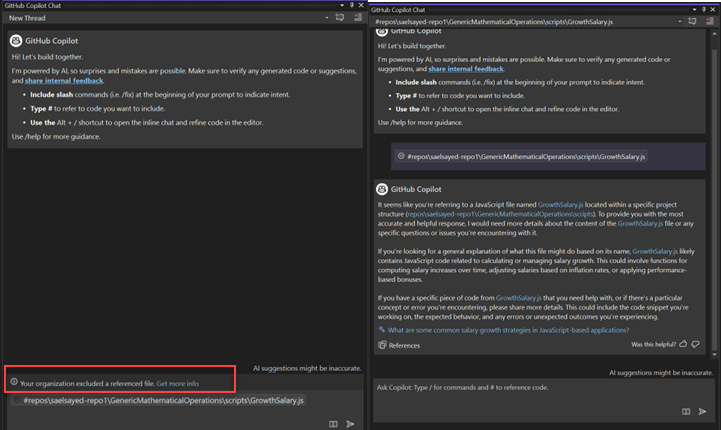 GitHub Copilot Chat
New Thread
GitHub Copilot
Hi! Let's build together.
I'm powered by AI, so surprises and mistakes are possible. Make sure to verify any generated code or suggestions,
and share internal feedback.
• Include slash commands (i.e. /fix) at the beginning of your prompt to indicate intent.
• Type # to refer to code you want to include.
• Use the Alt + / shortcut to open the inline chat and refine code in the editor.
Use /help for more guidance.
AI suggestions might be inaccurate.
Your organization excluded a referenced file. Get more info
#repos\saelsayed-repo1\GenericMathematicalOperations\scripts\GrowthSalary.js
GitHub Copilot Chat
#repos\saelsayed-repo1\GenericMathematicalOperations\scripts\GrowthSalary.js
GitHub Copilot
Hi! Let's build together.
I'm powered by AI, so surprises and mistakes are possible. Make sure to verify any generated code or
suggestions, and share internal feedback.
• Include slash commands (i.e. /fix) at the beginning of your prompt to indicate intent.
• Type # to refer to code you want to include.
• Use the Alt + / shortcut to open the inline chat and refine code in the editor.
Use /help for more guidance.
#repos\saelsayed-repo1\GenericMathematicalOperations\scripts\GrowthSalary.js
GitHub Copilot
It seems like you're referring to a JavaScript file named GrowthSalary.js located within a specific project
structure (repos\saelsayed-repo1\GenericMathematicalOperations\scripts). To provide you with the most
accurate and helpful response, I would need more details about the content of the GrowthSalary.js file or any
specific questions or issues you're encountering with it.
If you're looking for a general explanation of what this file might do based on its name, GrowthSalary.js likely
contains JavaScript code related to calculating or managing salary growth. This could involve functions for
computing salary increases over time, adjusting salaries based on inflation rates, or applying performance-
based bonuses.
If you have a specific piece of code from GrowthSalary.js that you need help with, or if there's a particular
concept or error you're encountering, please share more details. This could include the code snippet you're
working on, the expected behavior, and any errors or unexpected outcomes you're experiencing.
What are some common salary growth strategies in JavaScript-based applications?
References
Was this helpful?
AI suggestions might be inaccurate.
Ask Copilot: Type / for commands and # to reference code.